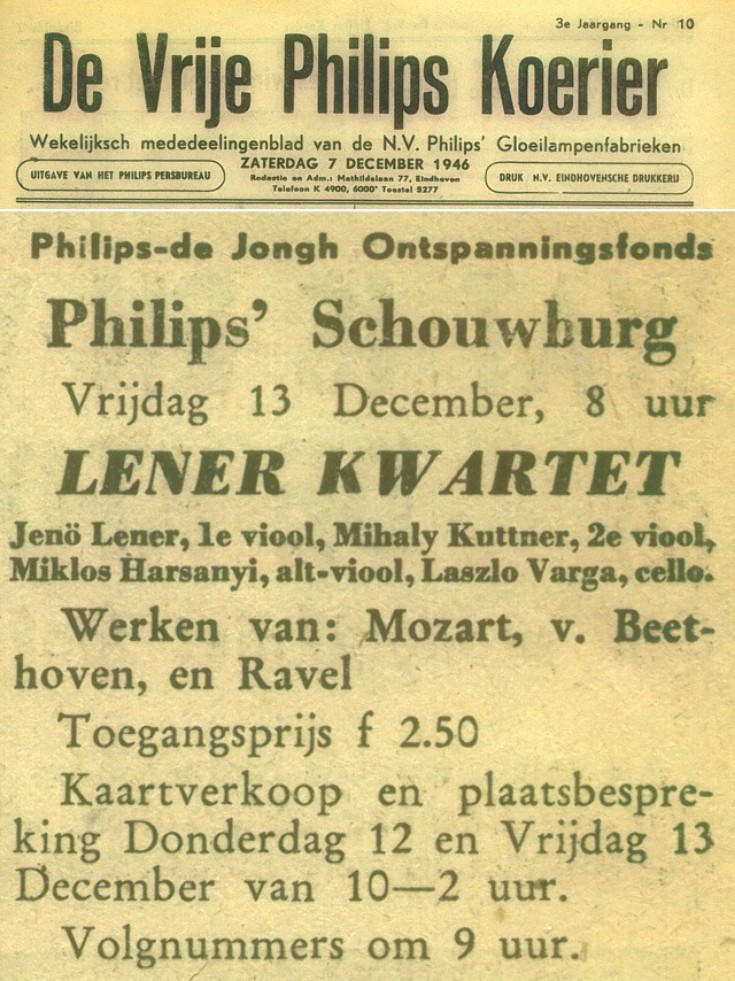 3e Jaargang - Nr 10
De Vrije Philips Koerier
Wekelijksch mededeelingenblad van de N.V. Philips' Gloeilampenfabrieken
UITGAVE VAN HET PHILIPS PERSBUREAU
ZATERDAG 7 DECEMBER 1946
Redactie en Adm.: Mathildelaan 77, Eindhoven
Telefoon K 4900, 6000* Toestel 5277
DRUK N.V. EINDHOVENSCHE DRUKKERIJ
Philips-de Jongh Ontspanningsfonds
Philips' Schouwburg
Vrijdag 13 December, 8 uur
LENER KWARTET
Jenö Lener, 1e viool, Mihaly Kuttner, 2e viool,
Miklos Harsanyi, alt-viool, Laszlo Varga, cello.
Werken van: Mozart, v. Beet-
hoven, en Ravel
Toegangsprijs f 2.50
Kaartverkoop en plaatsbespre-
king Donderdag 12 en Vrijdag 13
December van 10—2 uur.
Volgnummers om 9 uur.